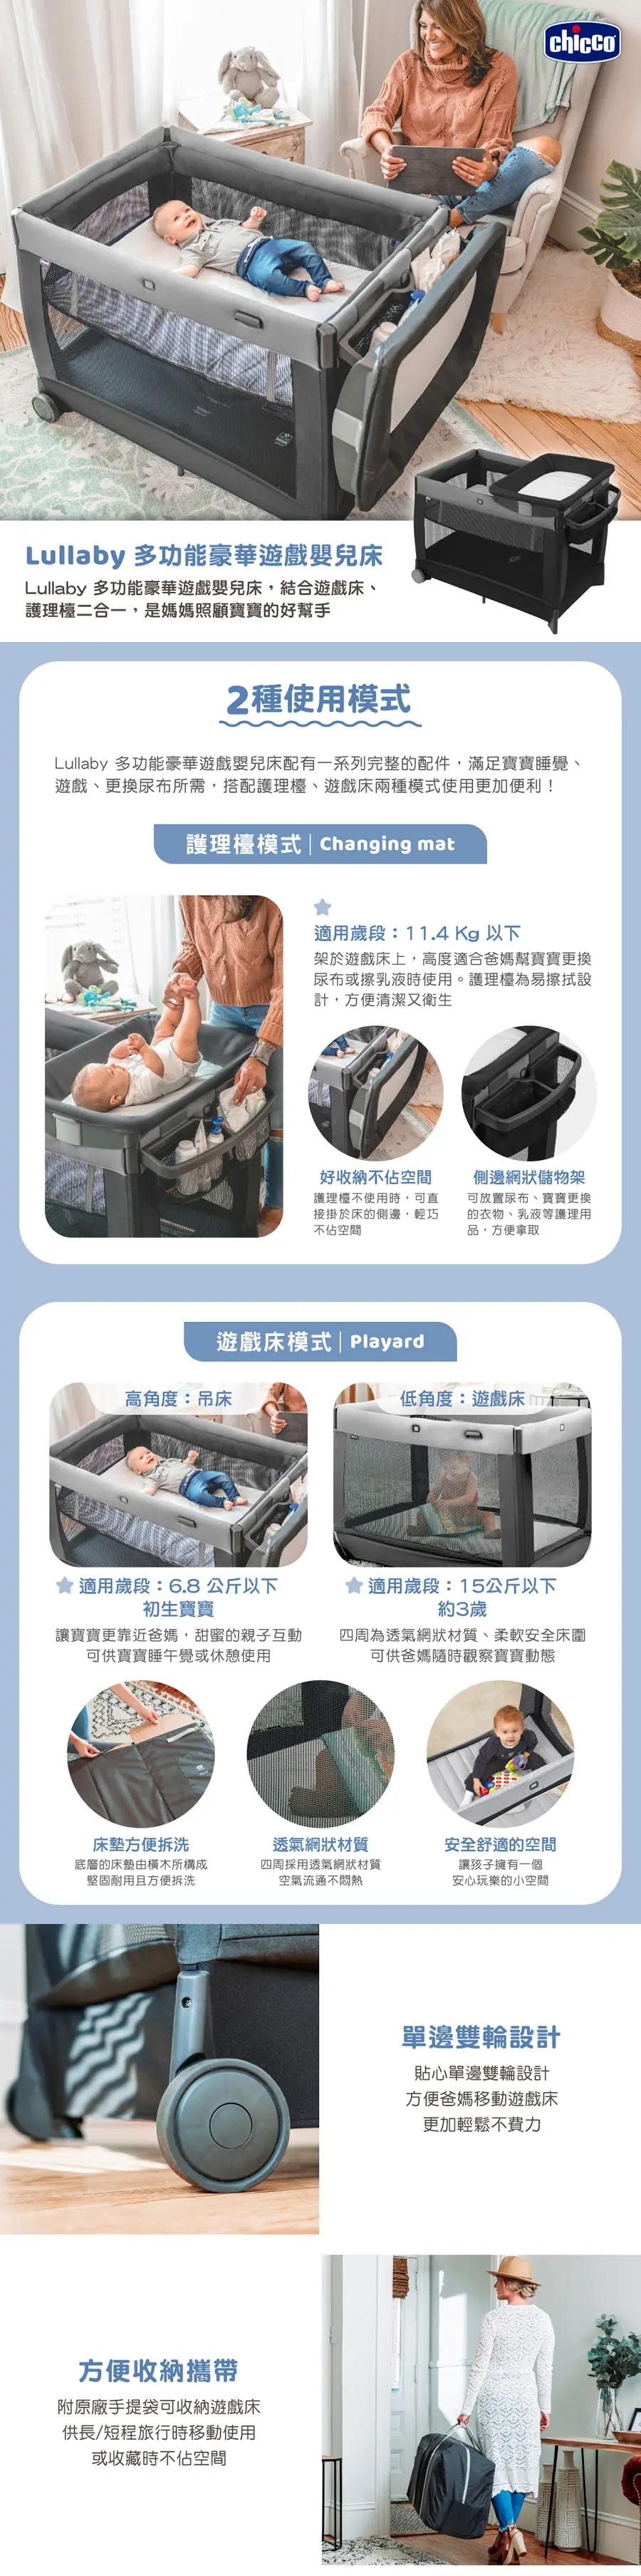 chicco
Lullaby 多功能豪華遊戲嬰兒床
Lullaby 多功能豪華遊戲嬰兒床，結合遊戲床、
護理檯二合一，是媽媽照顧寶寶的好幫手
2種使用模式
Lullaby 多功能豪華遊戲嬰兒床配有一系列完整的配件，滿足寶寶睡覺、
遊戲、更換尿布所需，搭配護理檯、遊戲床兩種模式使用更加便利！
護理檯模式｜Changing mat
適用歲段：11.4 Kg 以下
架於遊戲床上，高度適合爸媽幫寶寶更換
尿布或擦乳液時使用。護理檯為易擦拭設
計，方便清潔又衛生
好收納不佔空間
護理檯不使用時，可直
接掛於床的側邊，輕巧
不佔空間
側邊網狀儲物架
可放置尿布、寶寶更換
的衣物、乳液等護理用
品，方便拿取
遊戲床模式｜Playard
高角度：吊床
適用歲段：6.8 公斤以下
初生寶寶
讓寶寶更靠近爸媽，甜蜜的親子互動
可供寶寶睡午覺或休憩使用
低角度：遊戲床
適用歲段：15公斤以下
約3歲
四周為透氣網狀材質、柔軟安全床圍
可供爸媽隨時觀察寶寶動態
床墊方便拆洗
底層的床墊由橫木所構成
堅固耐用且方便拆洗
透氣網狀材質
四周採用透氣網狀材質
空氣流通不悶熱
安全舒適的空間
讓孩子擁有一個
安心玩樂的小空間
單邊雙輪設計
貼心單邊雙輪設計
方便爸媽移動遊戲床
更加輕鬆不費力
方便收納攜帶
附原廠手提袋可收納遊戲床
供長/短程旅行時移動使用
或收藏時不佔空間